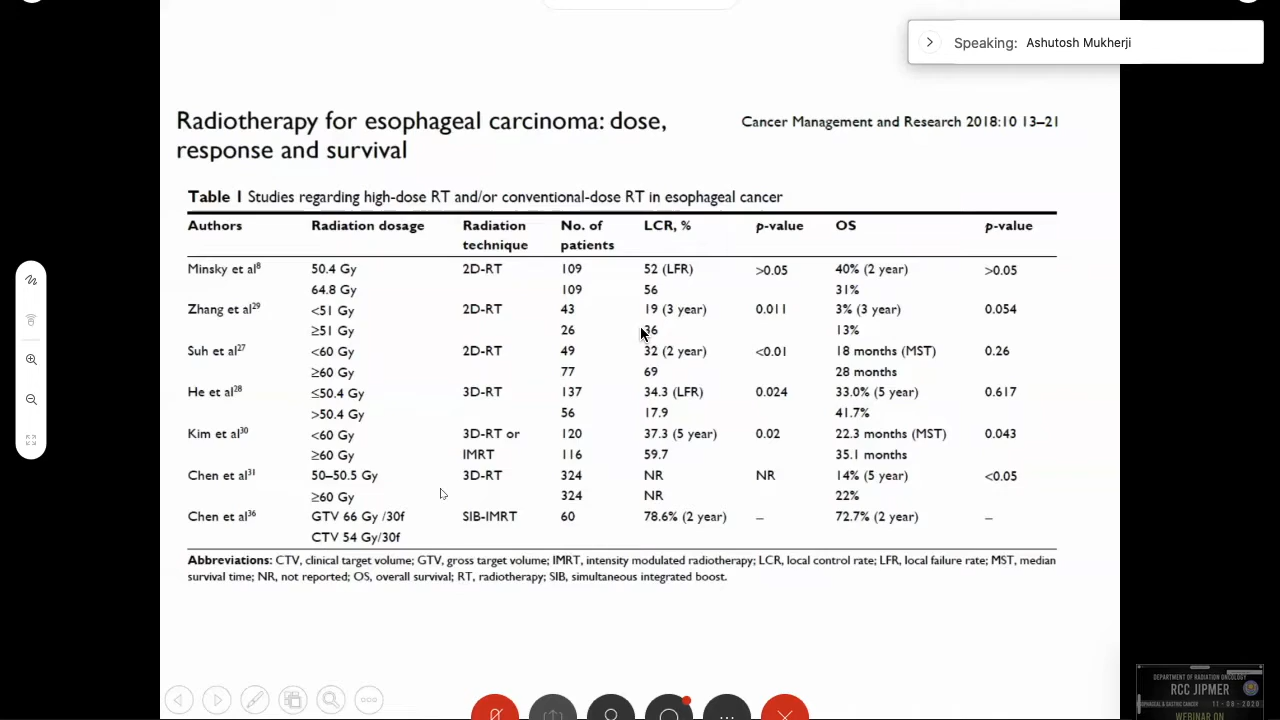 Speaking: Ashutosh Mukherji
Radiotherapy for esophageal carcinoma: dose,
response and survival
Cancer Management and Research 2018:10 13–21
Table 1 Studies regarding high-dose RT and/or conventional-dose RT in esophageal cancer
Authors Radiation dosage Radiation technique No. of patients LCR, % p-value OS p-value
Minsky et al8 50.4 Gy 2D-RT 109 52 (LFR) >0.05 40% (2 year) >0.05
64.8 Gy 109 56 31%
Zhang et al29 <51 Gy 2D-RT 43 19 (3 year) 0.011 3% (3 year) 0.054
≥51 Gy 26 36 13%
Suh et al27 <60 Gy 2D-RT 49 32 (2 year) <0.01 18 months (MST) 0.26
≥60 Gy 77 69 28 months
He et al28 ≤50.4 Gy 3D-RT 137 34.3 (LFR) 0.024 33.0% (5 year) 0.617
>50.4 Gy 56 17.9 41.7%
Kim et al30 <60 Gy 3D-RT or 120 37.3 (5 year) 0.02 22.3 months (MST) 0.043
≥60 Gy IMRT 116 59.7 35.1 months
Chen et al31 50–50.5 Gy 3D-RT 324 NR NR 14% (5 year) <0.05
≥60 Gy 324 NR 22%
Chen et al36 GTV 66 Gy /30f SIB-IMRT 60 78.6% (2 year) – 72.7% (2 year) –
CTV 54 Gy/30f
Abbreviations: CTV, clinical target volume; GTV, gross target volume; IMRT, intensity modulated radiotherapy; LCR, local control rate; LFR, local failure rate; MST, median
survival time; NR, not reported; OS, overall survival; RT, radiotherapy; SIB, simultaneous integrated boost.
DEPARTMENT OF RADIATION ONCOLOGY
RCC JIPMER
GASTRIC CANCER 11-08-2020
WEBINAR ON